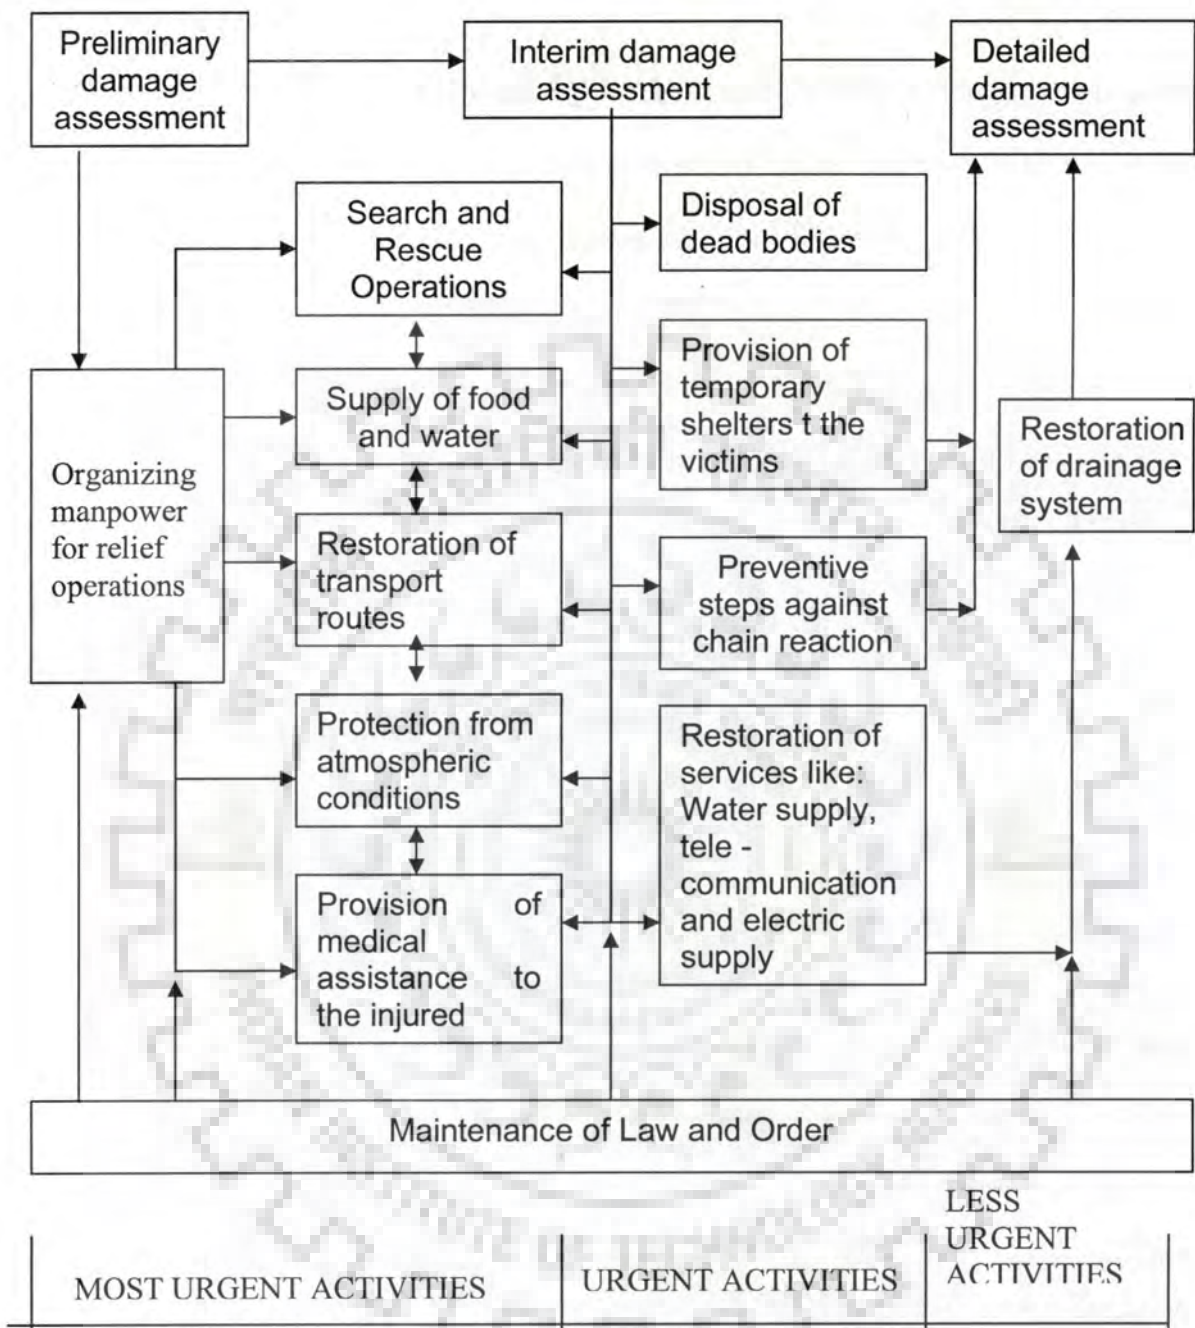 Preliminary
damage
assessment
Interim damage
assessment
Detailed
damage
assessment
Search and
Rescue
Operations
Disposal of
dead bodies
Organizing
manpower
for relief
operations
Supply of food
and water
Provision of
temporary
shelters t the
victims
Restoration
of drainage
system
Restoration of
transport
routes
Preventive
steps against
chain reaction
Protection from
atmospheric
conditions
Restoration of
services like:
Water supply,
tele -
communication
and electric
supply
Provision of
medical
assistance to
the injured
Maintenance of Law and Order
MOST URGENT ACTIVITIES
URGENT ACTIVITIES
LESS
URGENT
ACTIVITIES